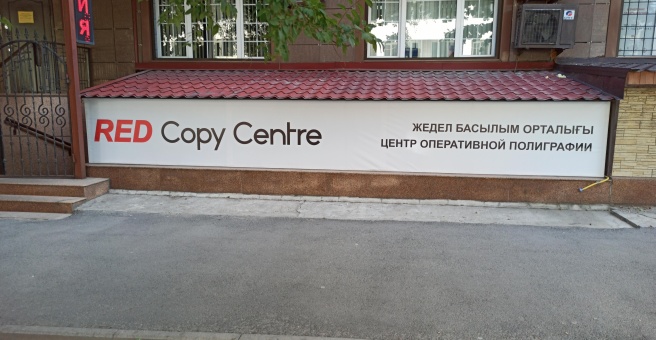 RED Copy Centre
ЖЕДЕЛ БАСЫЛЫМ ОРТАЛЫҒЫ
ЦЕНТР ОПЕРАТИВНОЙ ПОЛИГРАФИИ